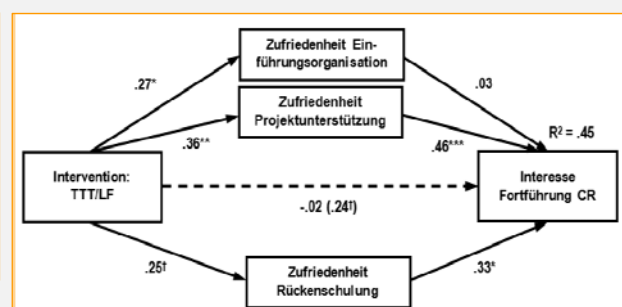 Zufriedenheit Ein-
führungsorganisation
.27*
.03
Zufriedenheit
Projektunterstützung
.36**
.46***
R² = .45
Intervention:
TTT/LF
Interesse
Fortführung CR
-.02 (.24†)
.25†
.33*
Zufriedenheit
Rückenschulung